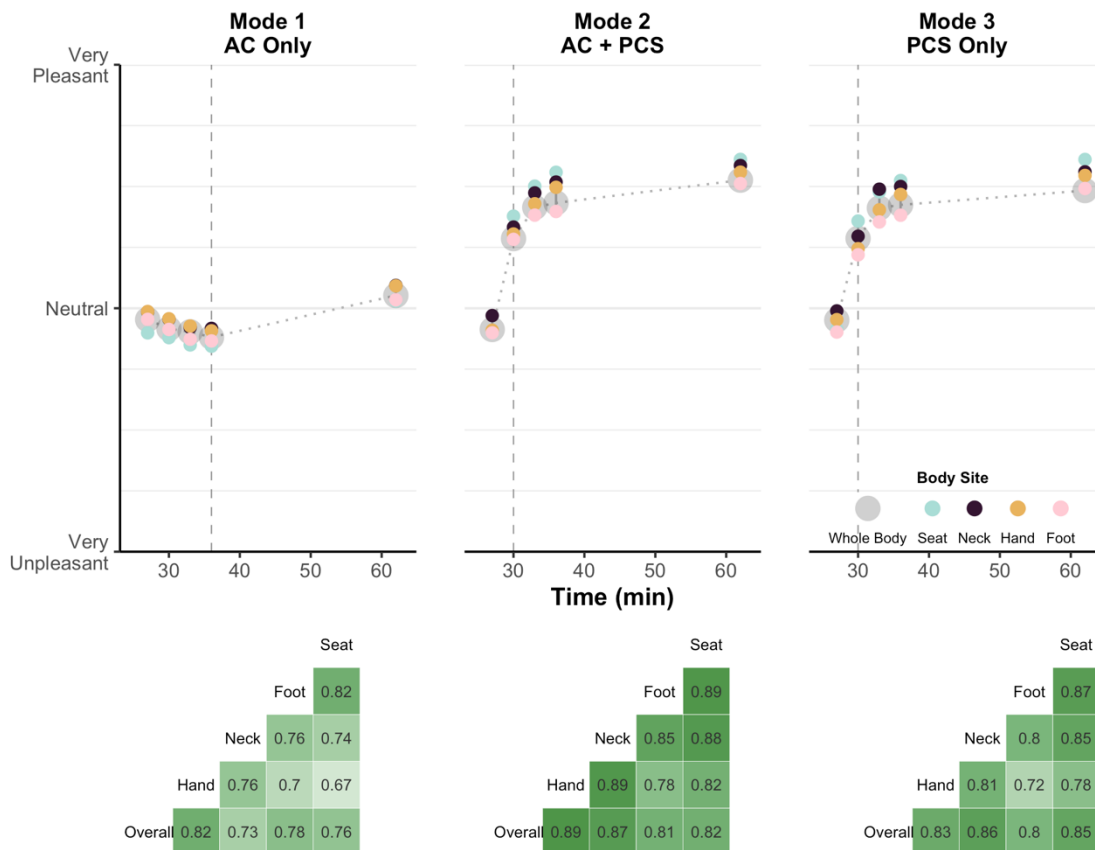 Mode 1
AC Only
Mode 2
AC + PCS
Mode 3
PCS Only
Very
Pleasant
Neutral
Very
Unpleasant
Body Site
Whole Body Seat Neck Hand Foot
30 40 50 60
30 40 50 60
30 40 50 60
Time (min)
Seat
Foot 0.82
Neck 0.76 0.74
Hand 0.76 0.7 0.67
Overall 0.82 0.73 0.78 0.76
Seat
Foot 0.89
Neck 0.85 0.88
Hand 0.89 0.78 0.82
Overall 0.89 0.87 0.81 0.82
Seat
Foot 0.87
Neck 0.8 0.85
Hand 0.81 0.72 0.78
Overall 0.83 0.86 0.8 0.85